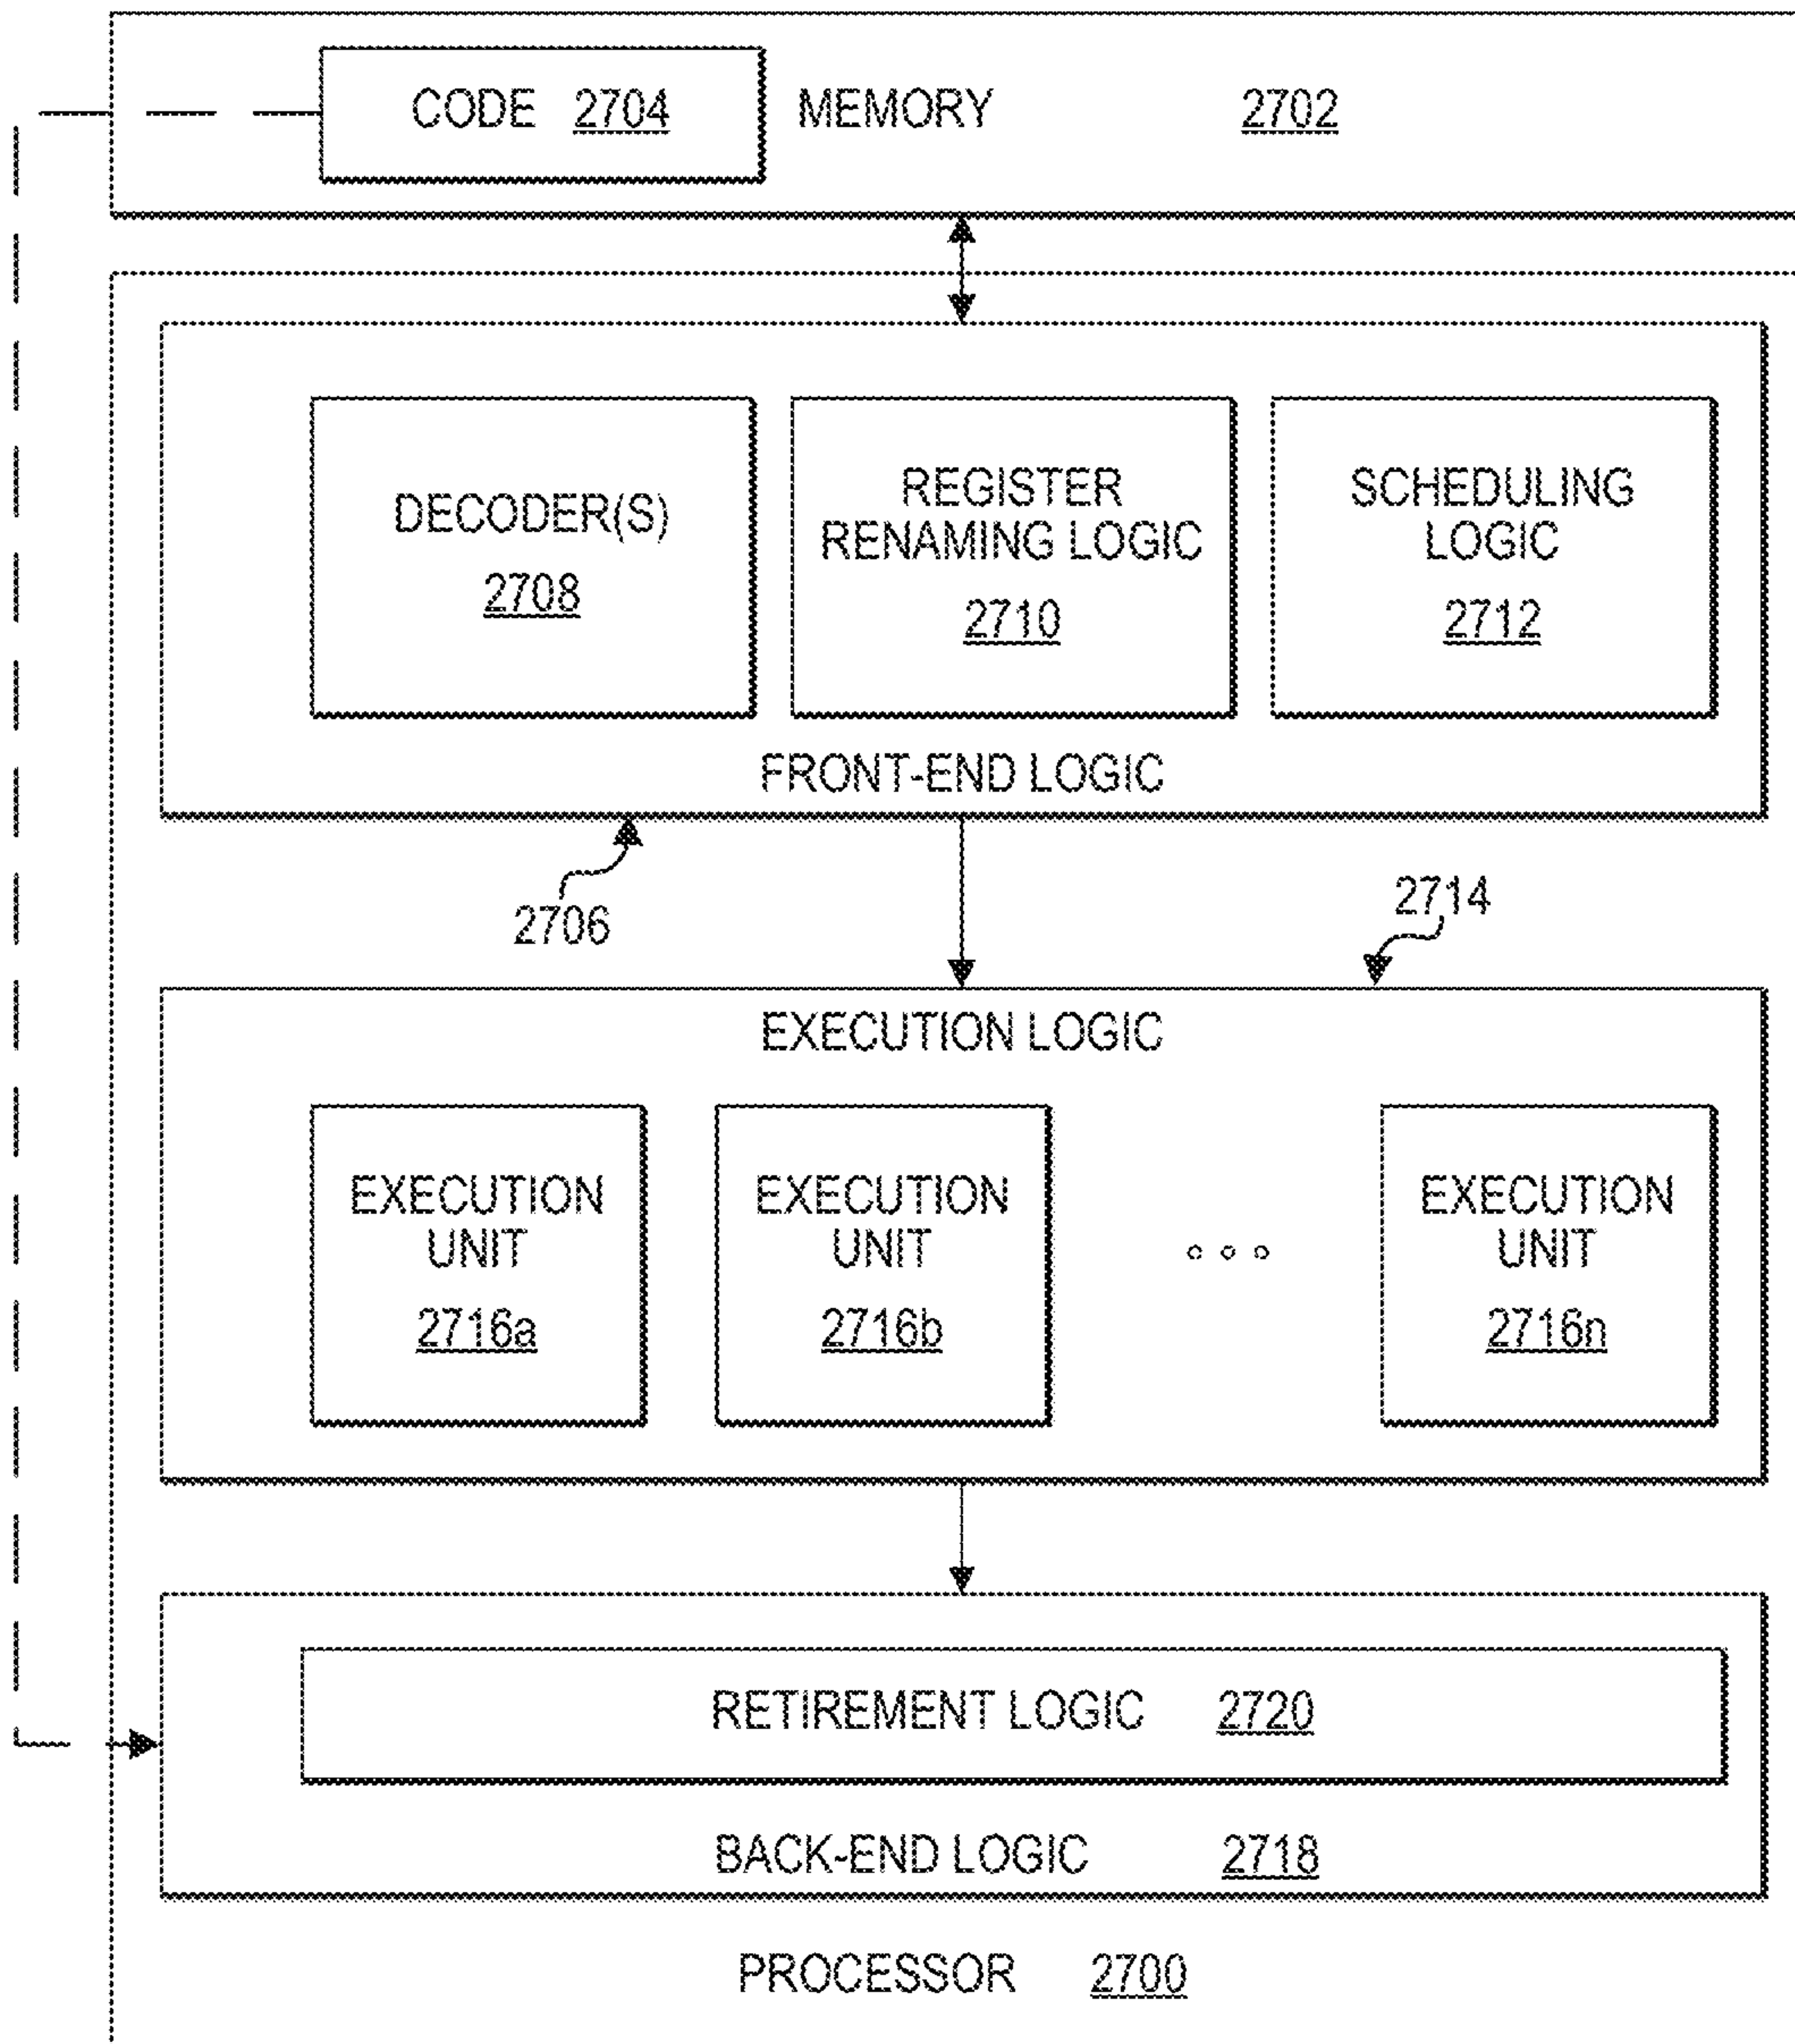 CODE 2704 MEMORY 2702
DECODER(S)
2708
REGISTER
RENAMING LOGIC
2710
SCHEDULING
LOGIC
2712
FRONT-END LOGIC
2706
2714
EXECUTION LOGIC
EXECUTION
UNIT
2716a
EXECUTION
UNIT
2716b
EXECUTION
UNIT
2716n
RETIREMENT LOGIC 2720
BACK-END LOGIC 2718
PROCESSOR 2700